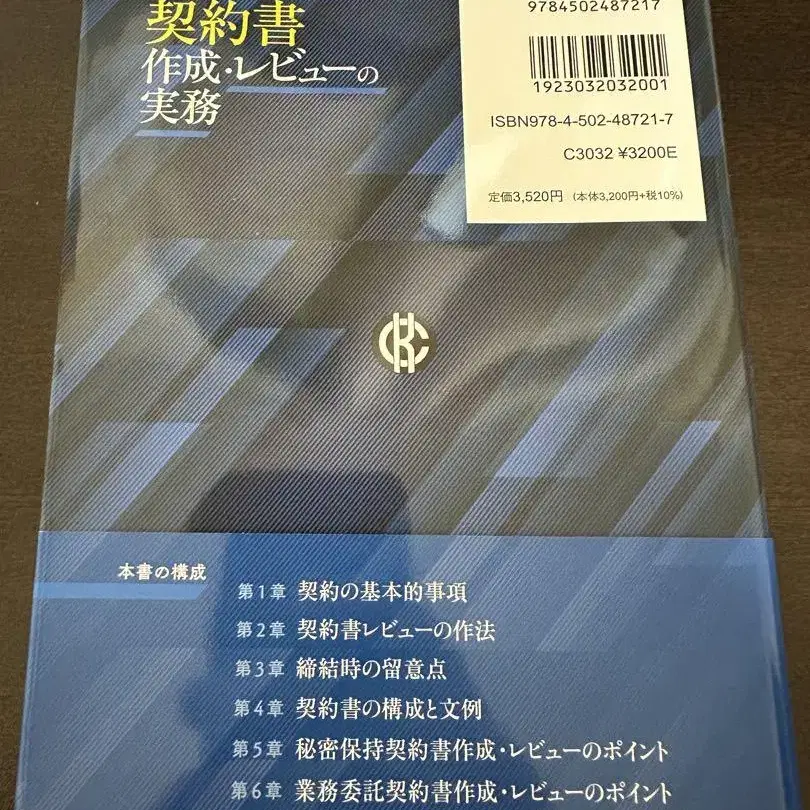 契約書
作成・レビューの
実務
9784502487217
1923032032001
ISBN978-4-502-48721-7
C3032 ¥3200E
定価3,520円 (本体3,200円+税10%)
本書の構成
第1章 契約の基本的事項
第2章 契約書レビューの作法
第3章 締結時の留意点
第4章 契約書の構成と文例
第5章 秘密保持契約書作成・レビューのポイント
第6章 業務委託契約書作成・レビューのポイント